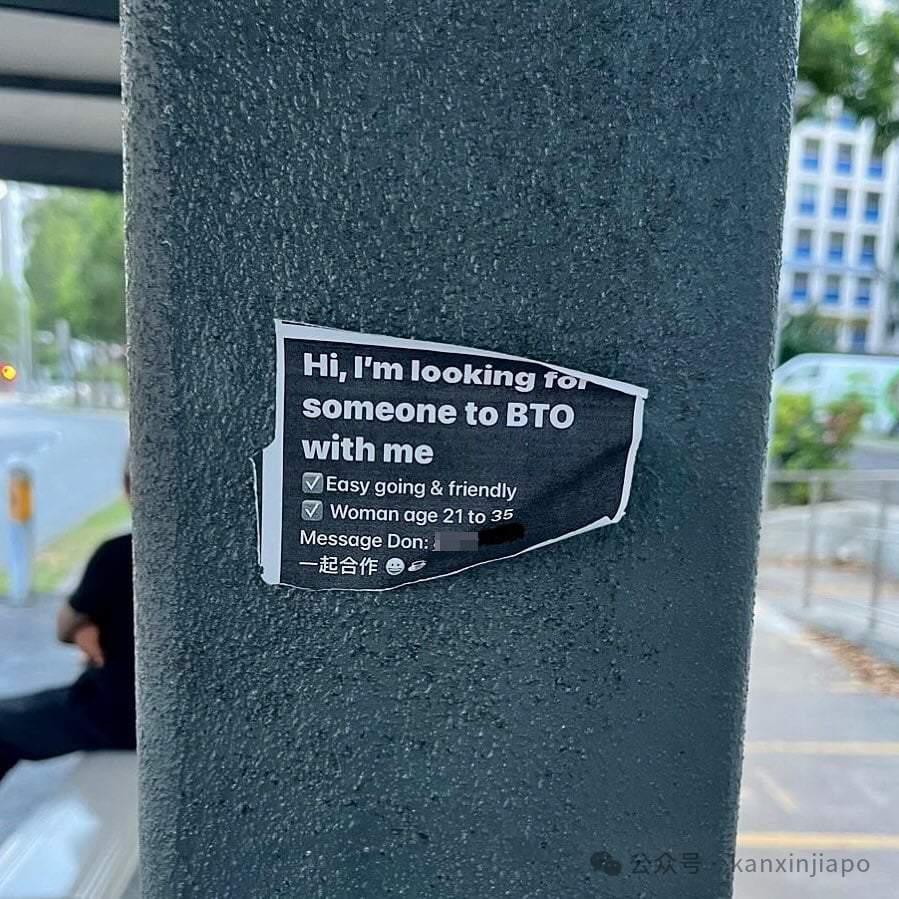 Hi, I'm looking for
someone to BTO
with me
☑Easy going & friendly
☑ Woman age 21 to 35
Message Don:
一起合作 😀
公众号 · kanxinjiapo